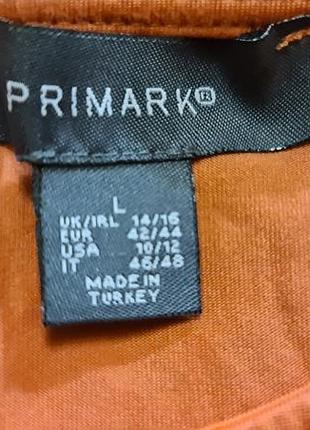 PRIMARK®
L
UK/IRL 14/16
EUR 42/44
USA 10/12
IT 46/48
MADE IN
TURKEY